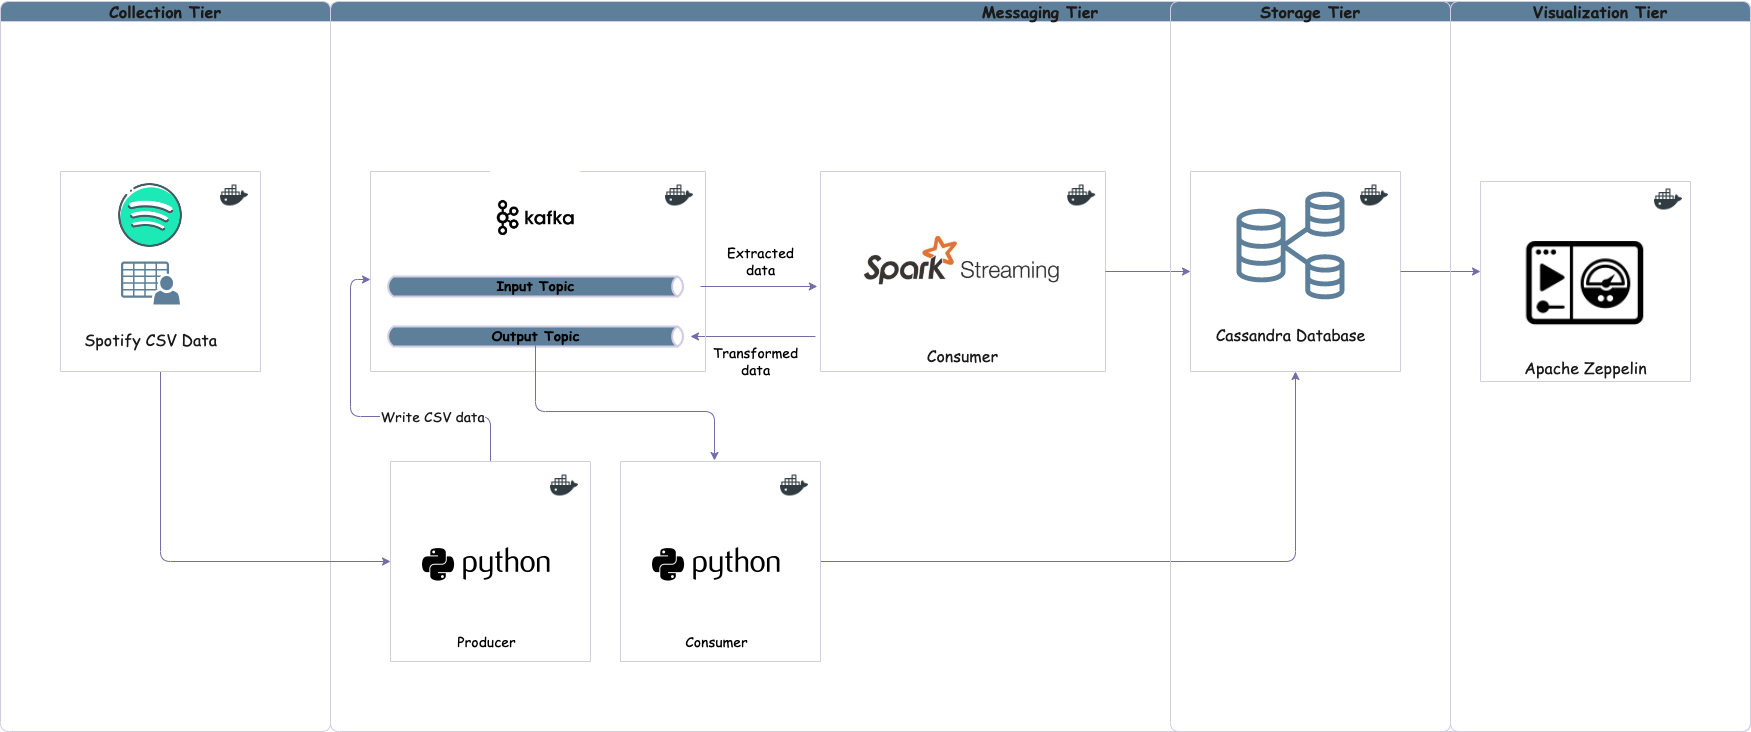 Collection Tier
Messaging Tier
Storage Tier
Visualization Tier
Spotify CSV Data
kafka
Input Topic
Output Topic
Extracted
data
Transformed
data
Spark Streaming
Consumer
Cassandra Database
Apache Zeppelin
Write CSV data
python
Producer
python
Consumer